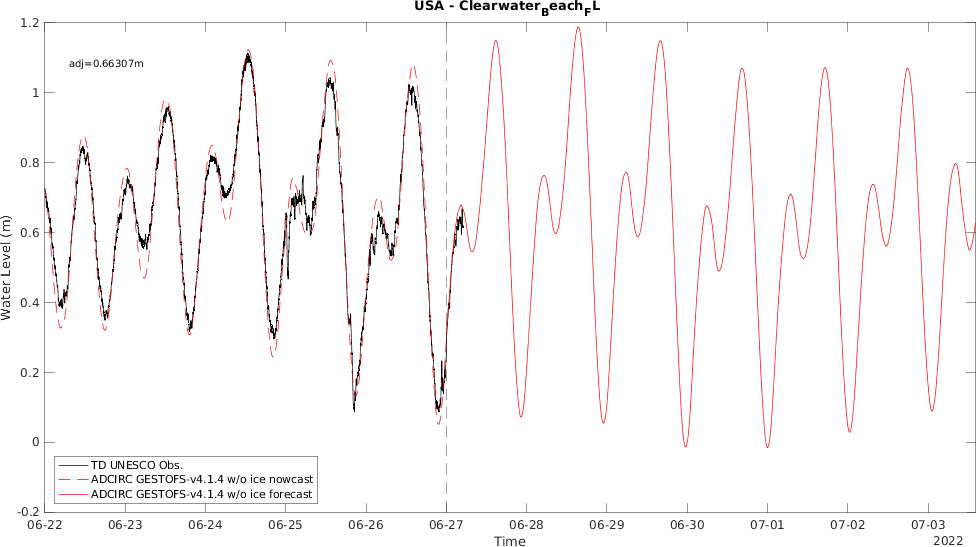 USA - Clearwater_Beach_FL
1.2
adj=0.66307m
1
0.8
0.6
Water Level (m)
0.4
0.2
0
TD UNESCO Obs.
ADCIRC GESTOFS-v4.1.4 w/o ice nowcast
ADCIRC GESTOFS-v4.1.4 w/o ice forecast
-0.2
06-22 06-23 06-24 06-25 06-26 06-27 06-28 06-29 06-30 07-01 07-02 07-03
Time
2022